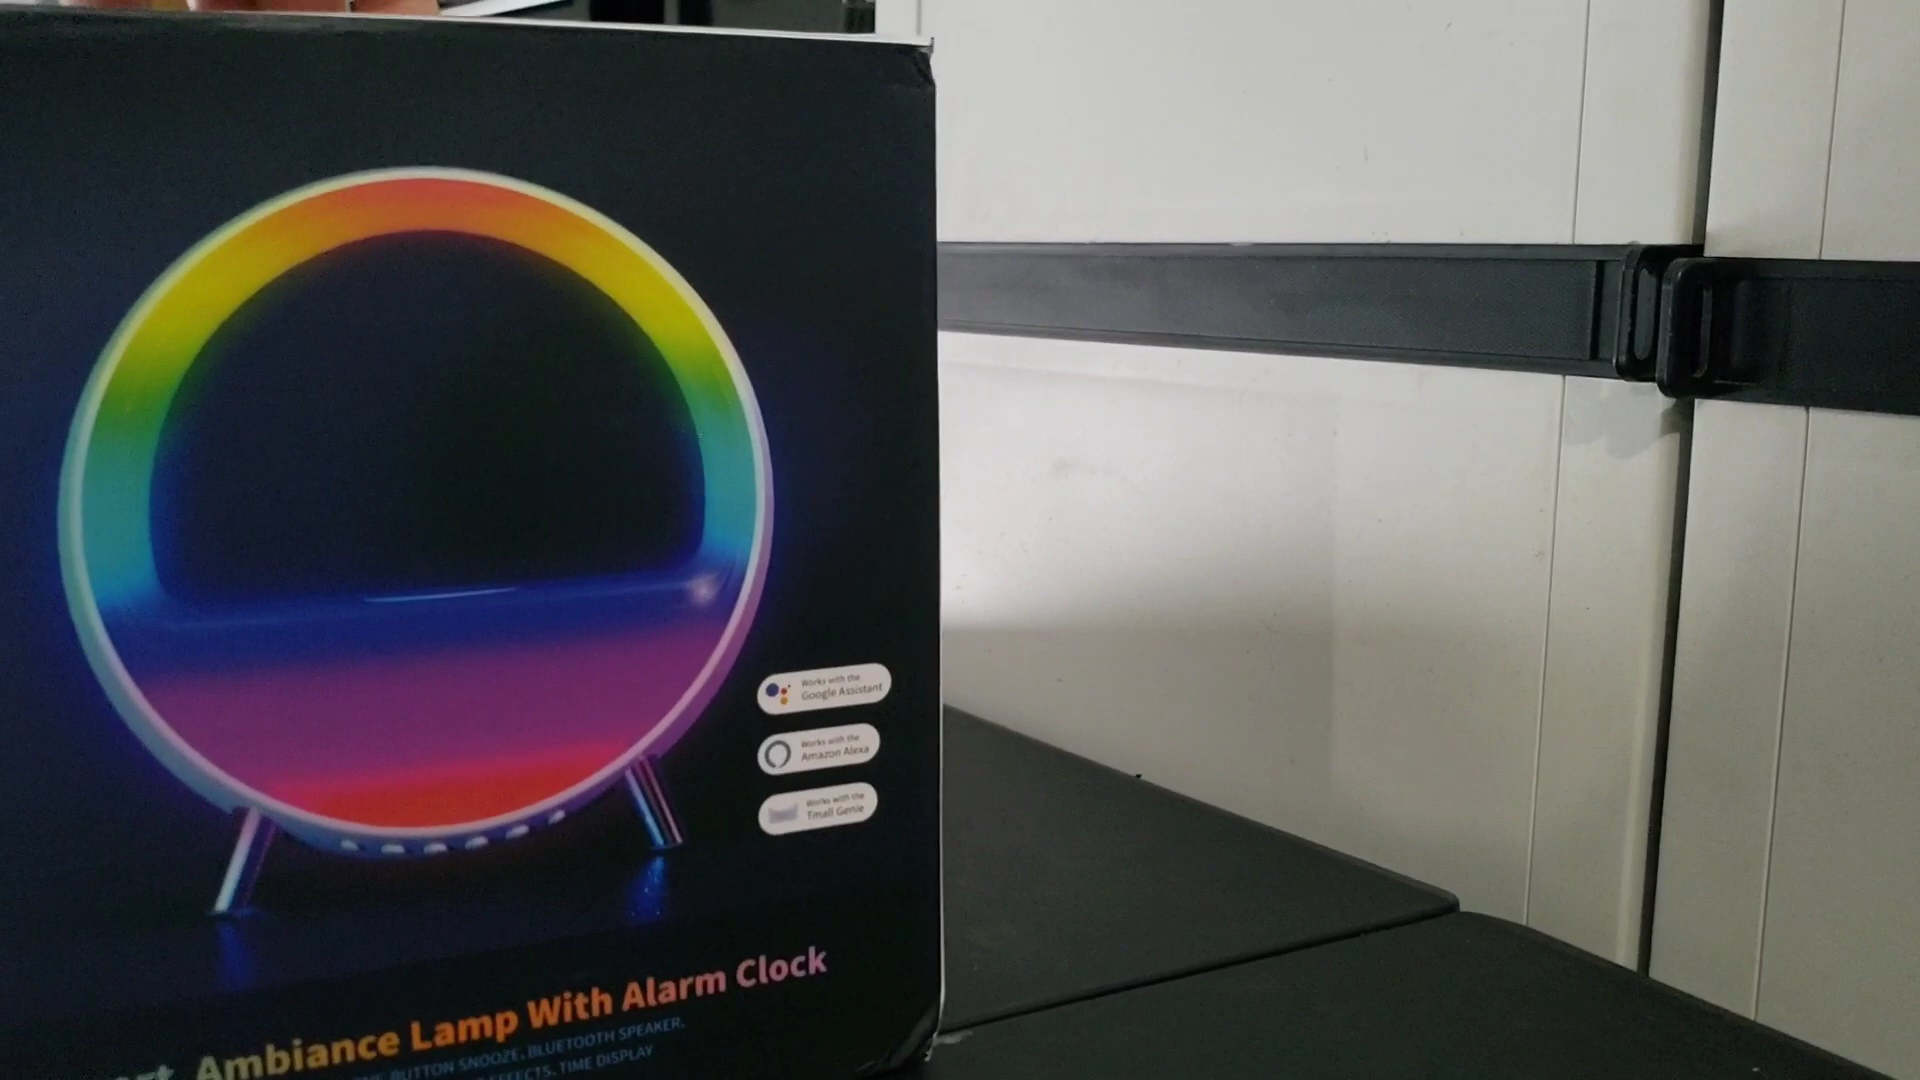 Works with the
Google Assistant
Works with the
Amazon Alexa
Works with the
Tmall Genie
Ambiance Lamp With Alarm Clock
BUTTON SNOOZE, BLUETOOTH SPEAKER,
EFFECTS, TIME DISPLAY